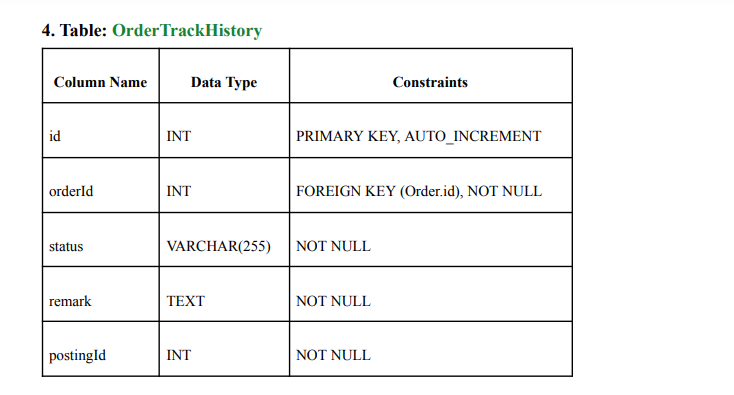 4. Table: OrderTrackHistory
Column Name Data Type Constraints
id INT PRIMARY KEY, AUTO_INCREMENT
orderId INT FOREIGN KEY (Order.id), NOT NULL
status VARCHAR(255) NOT NULL
remark TEXT NOT NULL
postingId INT NOT NULL